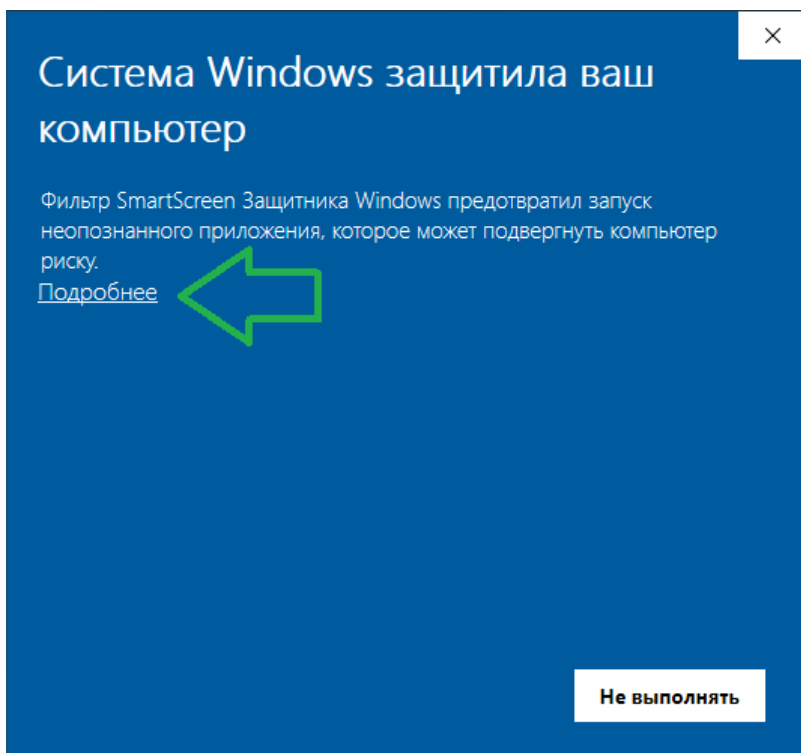 Система Windows защитила ваш
компьютер
Фильтр SmartScreen Защитника Windows предотвратил запуск
неопознанного приложения, которое может подвергнуть компьютер
риску.
Подробнее
Не выполнять